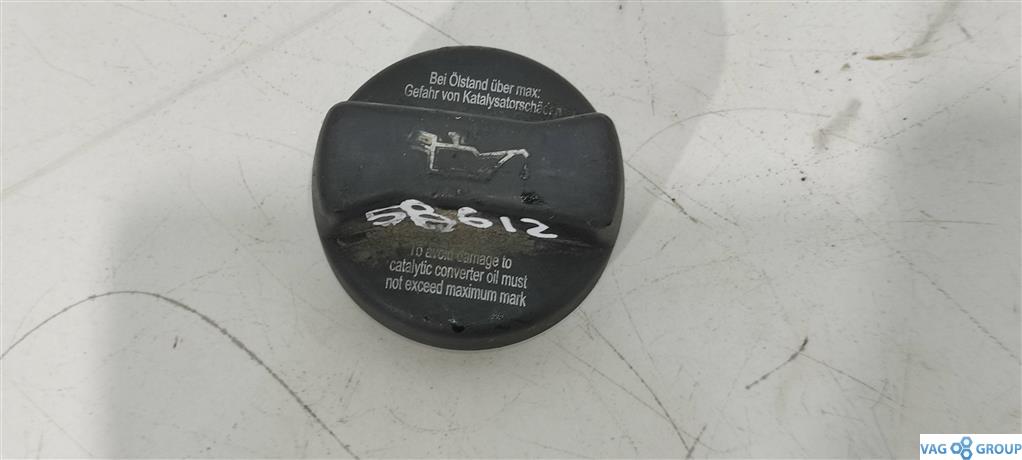 Bei Ölstand über max:
Gefahr von
58612
To avoid damage to
catalytic converter oil must
not exceed maximum mark
VAG GROUP